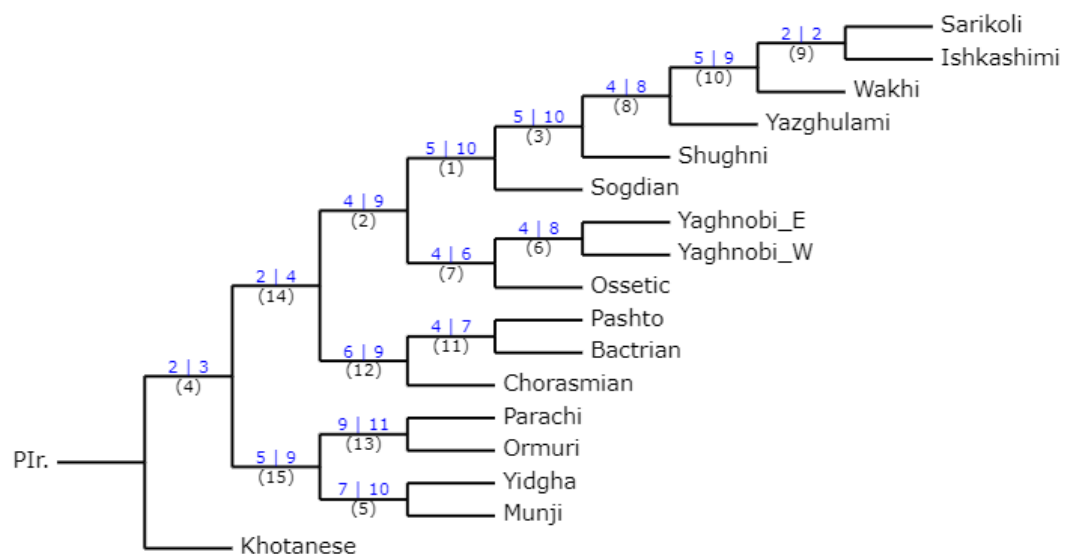 Sarikoli
2 | 2
(9)
Ishkashimi
5 | 9
(10)
Wakhi
4 | 8
(8)
Yazghulami
5 | 10
(3)
Shughni
5 | 10
(1)
Sogdian
4 | 9
(2)
Yaghnobi_E
4 | 8
(6)
Yaghnobi_W
4 | 6
(7)
Ossetic
2 | 4
(14)
Pashto
4 | 7
(11)
Bactrian
6 | 9
(12)
Chorasmian
2 | 3
(4)
Parachi
9 | 11
(13)
Ormuri
5 | 9
(15)
PIr.
Yidgha
7 | 10
(5)
Munji
Khotanese